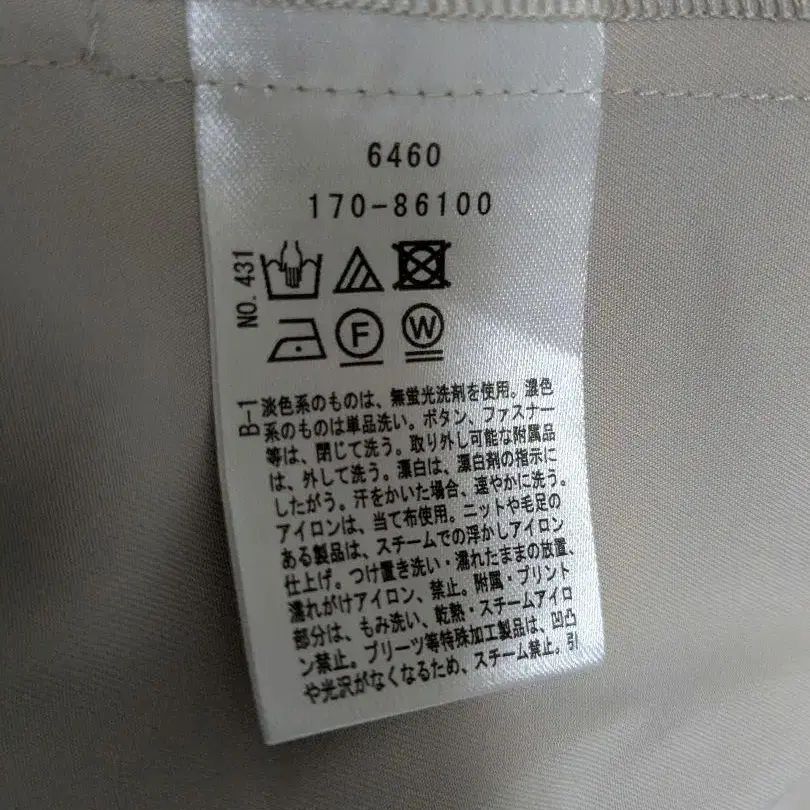 6460
170-86100
NO. 431
F
W
B-1
淡色系のものは、無蛍光洗剤を使用。濃色
系のものは単品洗い。ボタン、ファスナー
等は、閉じて洗う。取り外し可能な附属品
は、外して洗う。漂白は、漂白剤の指示に
したがう。汗をかいた場合、速やかに洗う。
アイロンは、当て布使用。ニットや毛足の
ある製品は、スチームでの浮かしアイロン
仕上げ。つけ置き洗い・濡れたままの放置、
濡れがけアイロン、禁止。附属・プリント
部分は、もみ洗い、乾熱・スチームアイロ
ン禁止。プリーツ等特殊加工製品は、凹凸
や光沢がなくなるため、スチーム禁止。引